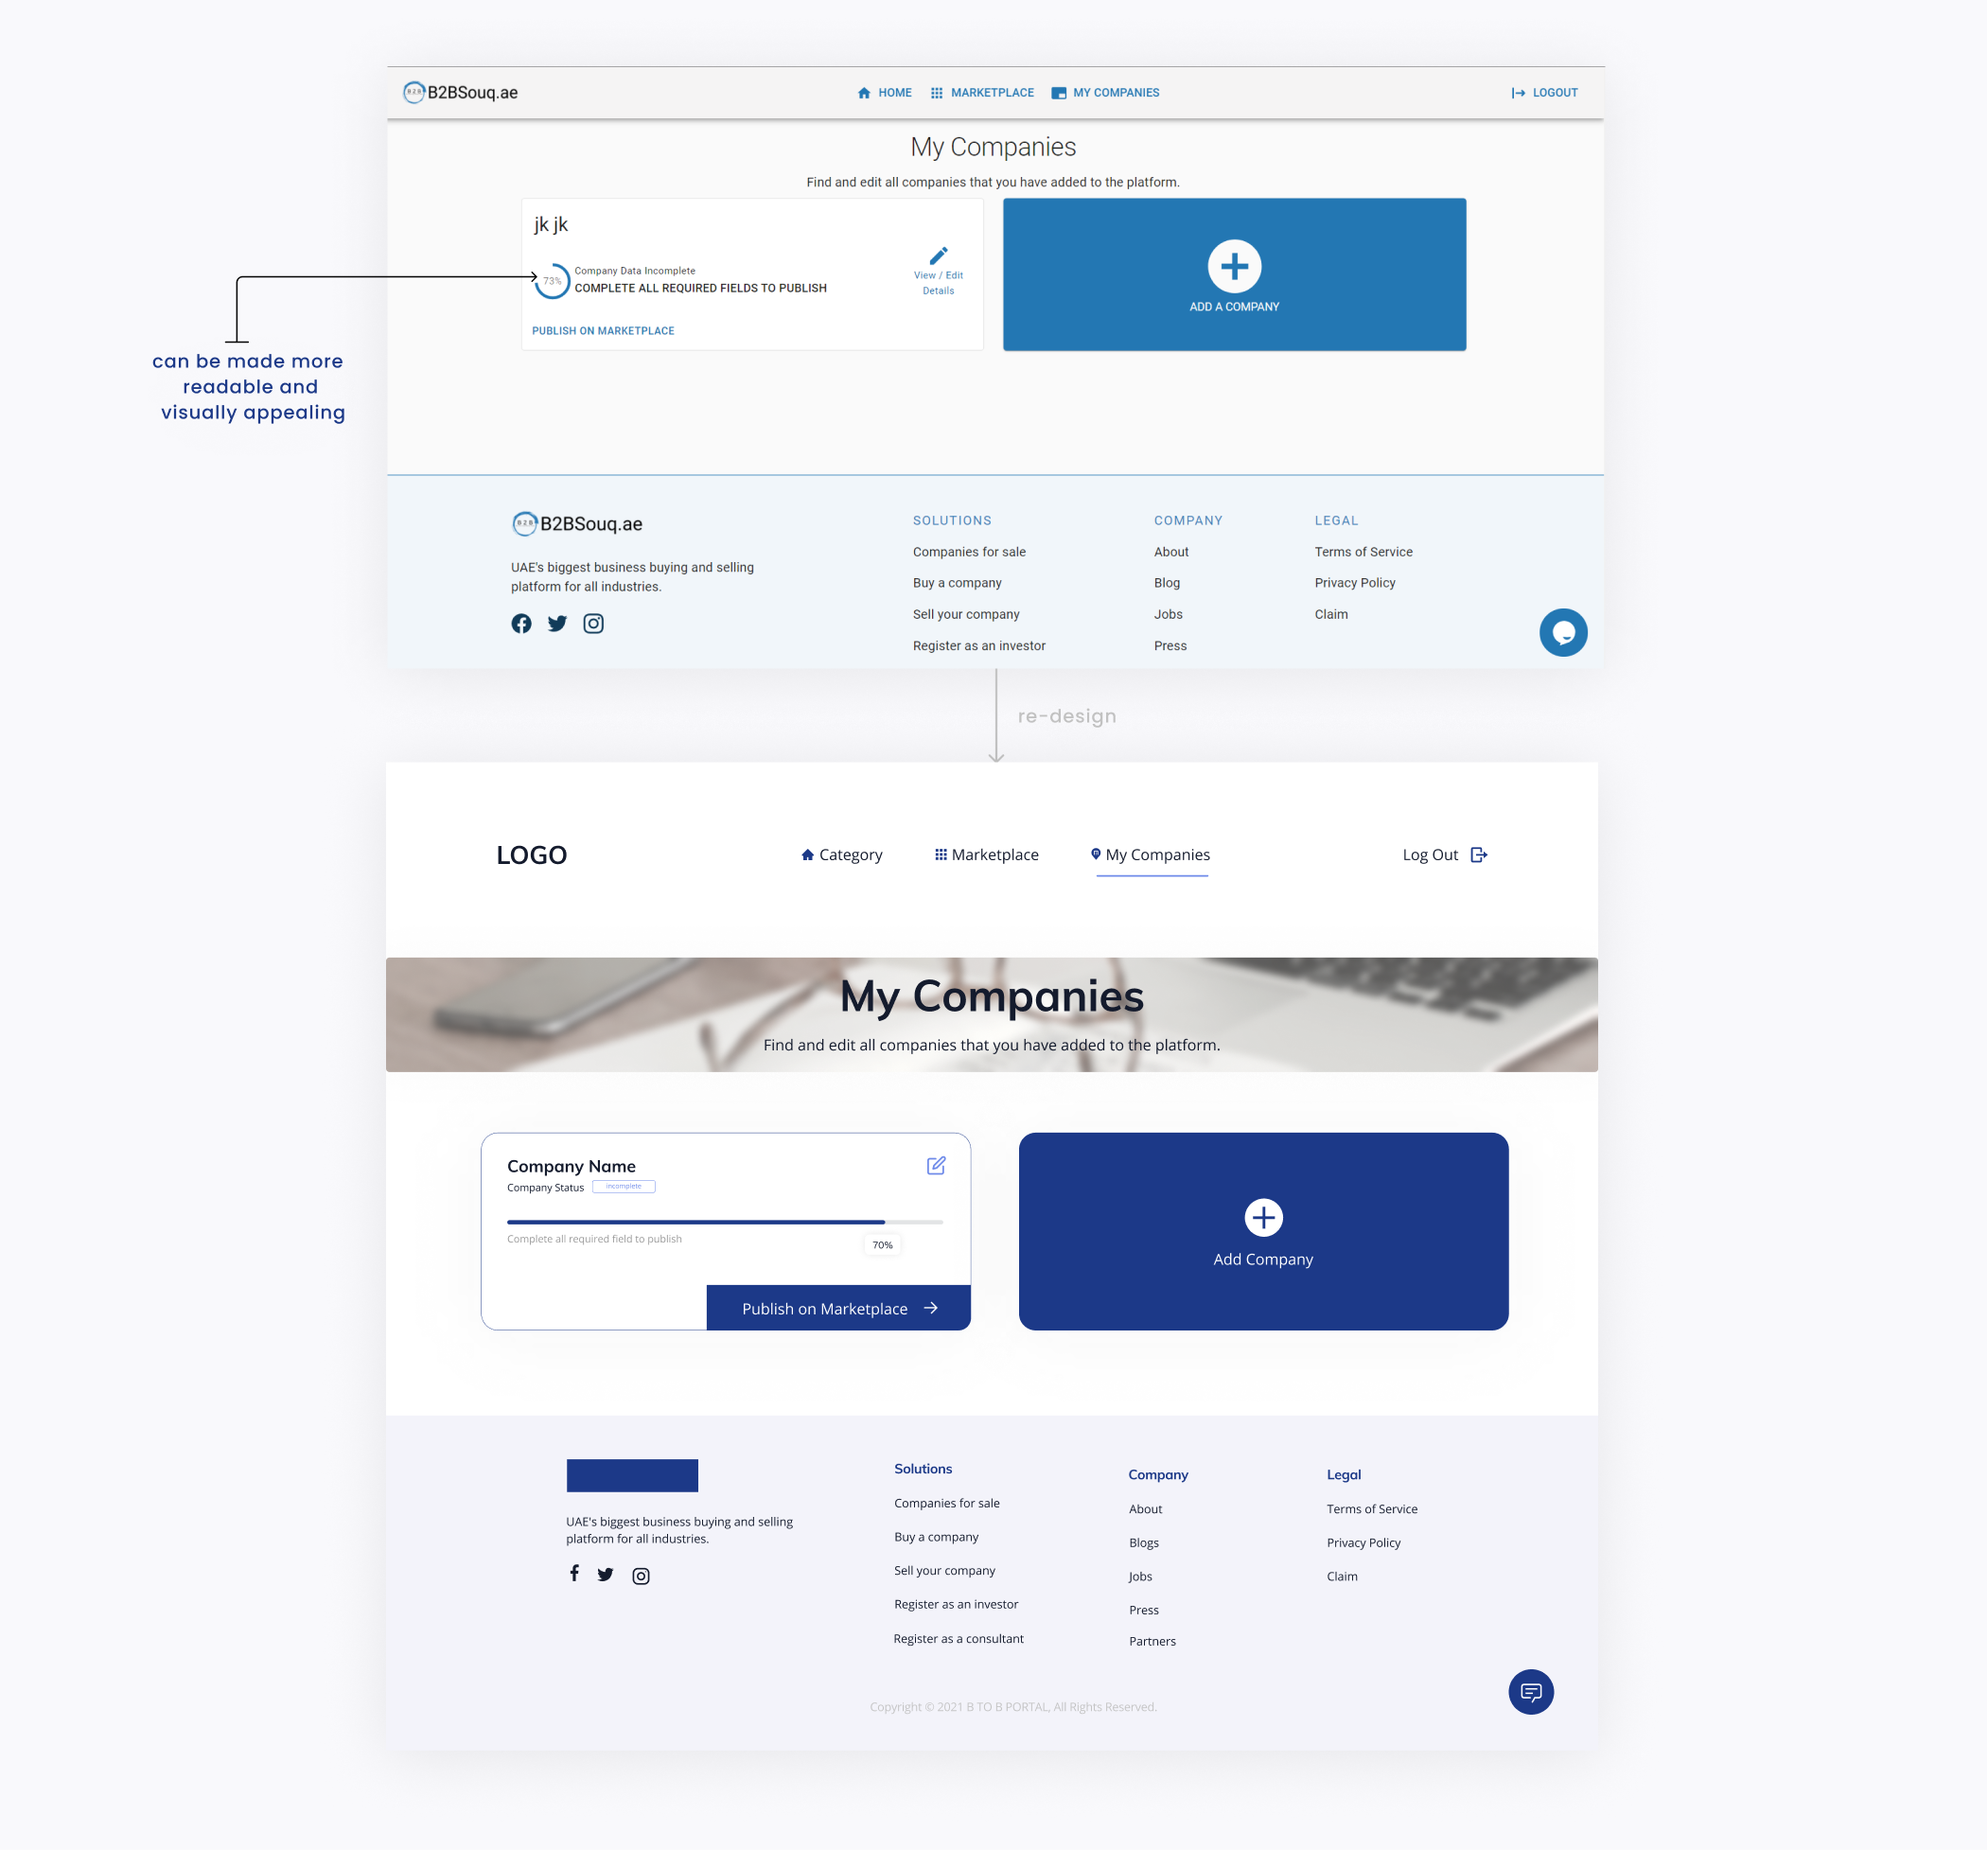 B2B
B2BSouq.ae
HOME
MARKETPLACE
MY COMPANIES
LOGOUT
My Companies
Find and edit all companies that you have added to the platform.
jk jk
73%
Company Data Incomplete
COMPLETE ALL REQUIRED FIELDS TO PUBLISH
View / Edit
Details
PUBLISH ON MARKETPLACE
ADD A COMPANY
can be made more
readable and
visually appealing
B2B
B2BSouq.ae
UAE's biggest business buying and selling
platform for all industries.
SOLUTIONS
Companies for sale
Buy a company
Sell your company
Register as an investor
COMPANY
About
Blog
Jobs
Press
LEGAL
Terms of Service
Privacy Policy
Claim
re-design
LOGO
Category
Marketplace
My Companies
Log Out
My Companies
Find and edit all companies that you have added to the platform.
Company Name
Company Status
incomplete
Complete all required field to publish
70%
Publish on Marketplace
Add Company
UAE's biggest business buying and selling
platform for all industries.
Solutions
Companies for sale
Buy a company
Sell your company
Register as an investor
Register as a consultant
Company
About
Blogs
Jobs
Press
Partners
Legal
Terms of Service
Privacy Policy
Claim
Copyright © 2021 B TO B PORTAL, All Rights Reserved.